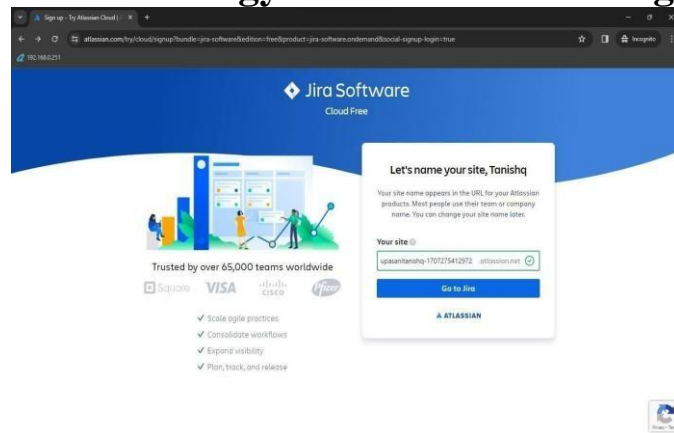 Sign up - Try Atlassian Cloud |
atlassian.com/try/cloud/signup?bundle=jira-software&edition=free&product=jira-software.ondemand&social-signup-login=true
Incognito
192.168.0.251
Jira Software
Cloud Free
Let's name your site, Tanishq
Your site name appears in the URL for your Atlassian
products. Most people use their team or company
name. You can change your site name later.
Your site
upasanitanishq-1707275412972 .atlassian.net
Go to Jira
ATLASSIAN
Trusted by over 65,000 teams worldwide
Square VISA CISCO Pfizer
✓ Scale agile practices
✓ Consolidate workflows
✓ Expand visibility
✓ Plan, track, and release